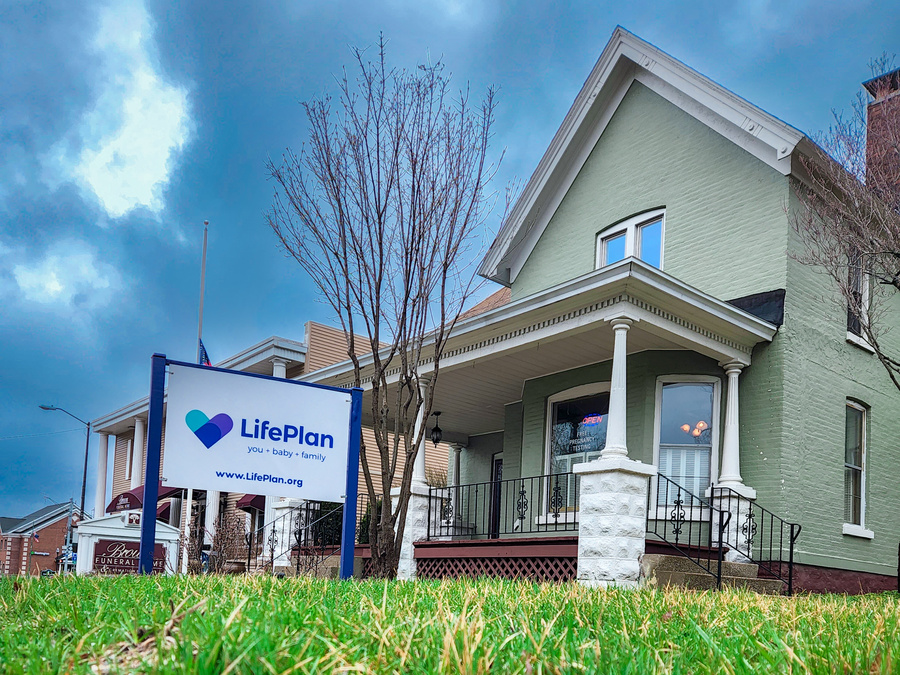 LifePlan
you + baby + family
www.LifePlan.org
OPEN
FREE
PREGNANCY
TESTING
FUNERAL